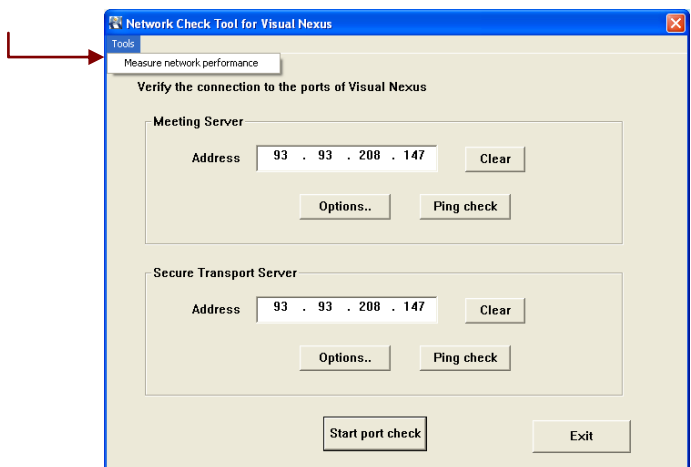 Network Check Tool for Visual Nexus
Tools
Measure network performance
Verify the connection to the ports of Visual Nexus
Meeting Server
Address 93 . 93 . 208 . 147 Clear
Options.. Ping check
Secure Transport Server
Address 93 . 93 . 208 . 147 Clear
Options.. Ping check
Start port check Exit